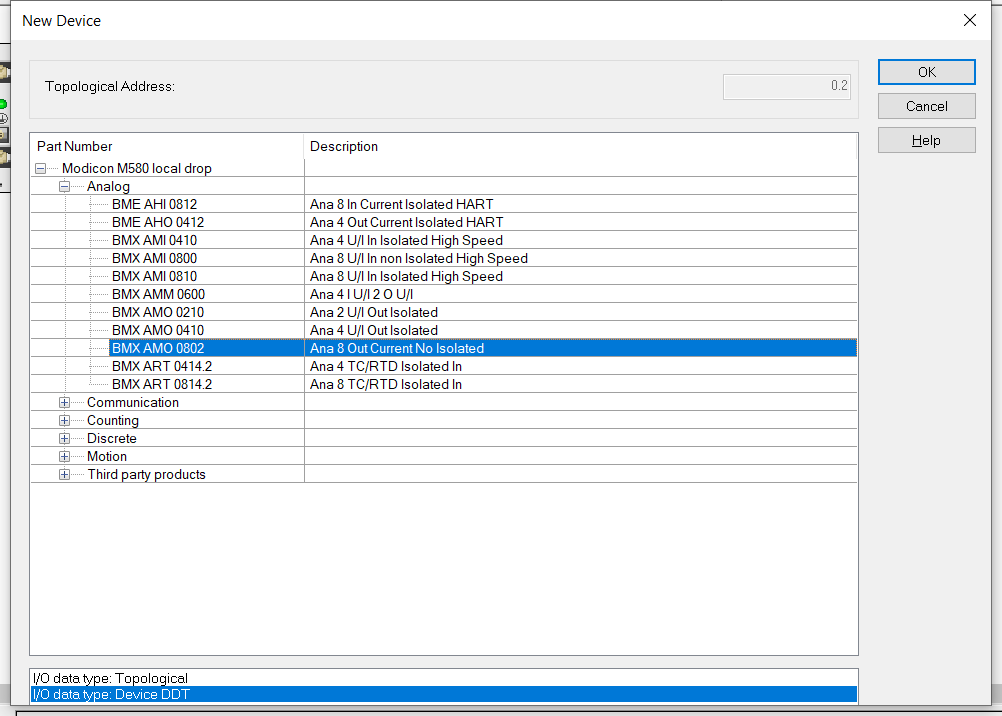 New Device
Topological Address:
0.2
OK
Cancel
Help
Part Number Description
Modicon M580 local drop
Analog
BME AHI 0812 Ana 8 In Current Isolated HART
BME AHO 0412 Ana 4 Out Current Isolated HART
BMX AMI 0410 Ana 4 U/I In Isolated High Speed
BMX AMI 0800 Ana 8 U/I In non Isolated High Speed
BMX AMI 0810 Ana 8 U/I In Isolated High Speed
BMX AMM 0600 Ana 4 I U/I 2 O U/I
BMX AMO 0210 Ana 2 U/I Out Isolated
BMX AMO 0410 Ana 4 U/I Out Isolated
BMX AMO 0802 Ana 8 Out Current No Isolated
BMX ART 0414.2 Ana 4 TC/RTD Isolated In
BMX ART 0814.2 Ana 8 TC/RTD Isolated In
Communication
Counting
Discrete
Motion
Third party products
I/O data type: Topological
I/O data type: Device DDT